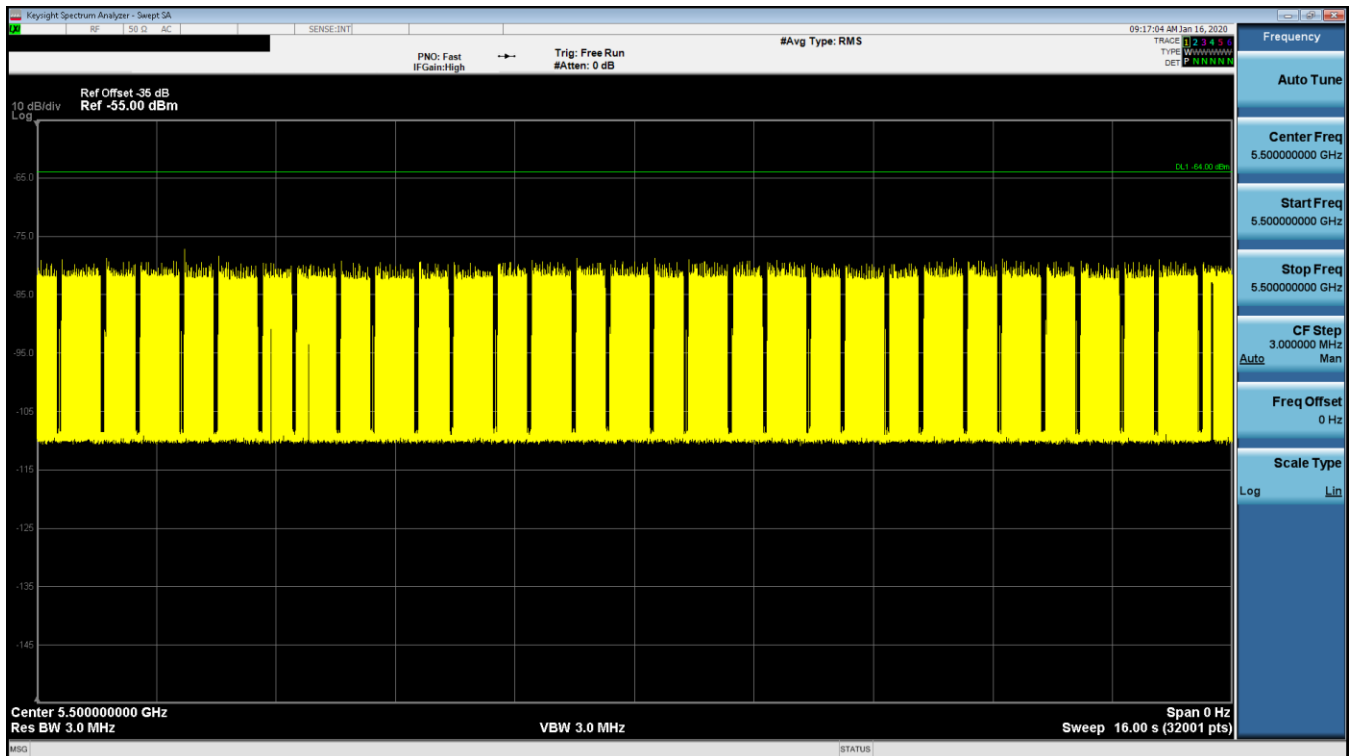 Keysight Spectrum Analyzer - Swept SA
LXI RF 50 Ω AC SENSE:INT 09:17:04 AM Jan 16, 2020
#Avg Type: RMS
TRACE 1 2 3 4 5 6
PNO: Fast Trig: Free Run TYPE WWWWWW
IFGain:High #Atten: 0 dB DET P N N N N N
Ref Offset -35 dB
10 dB/div Ref -55.00 dBm
Log
DL1 -64.00 dBm
-65.0
-75.0
-85.0
-95.0
-105
-115
-125
-135
-145
Center 5.500000000 GHz Span 0 Hz
Res BW 3.0 MHz VBW 3.0 MHz Sweep 16.00 s (32001 pts)
MSG STATUS
Frequency
Auto Tune
Center Freq
5.500000000 GHz
Start Freq
5.500000000 GHz
Stop Freq
5.500000000 GHz
CF Step
3.000000 MHz
Auto Man
Freq Offset
0 Hz
Scale Type
Log Lin